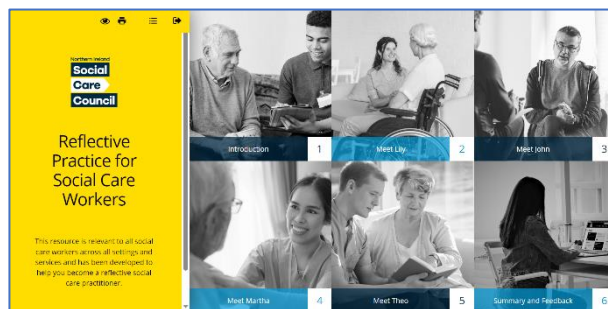 Northern Ireland
Social
Care
Council
Reflective
Practice for
Social Care
Workers
This resource is relevant to all social
care workers across all settings and
services and has been developed to
help you become a reflective social
care practitioner.
Introduction 1
Meet Lily 2
Meet John 3
Meet Martha 4
Meet Theo 5
Summary and Feedback 6